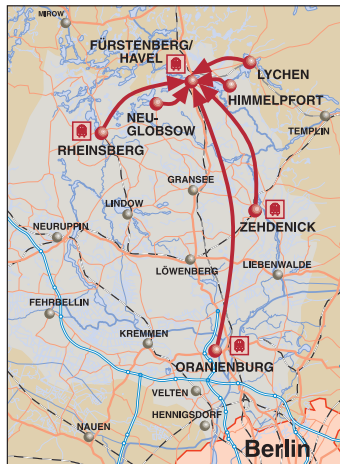 MIROW
FÜRSTENBERG/
HAVEL
LYCHEN
HIMMELPFORT
NEU-
GLOBSOW
TEMPLIN
RHEINSBERG
GRANSEE
LINDOW
ZEHDENICK
NEURUPPIN
LÖWENBERG
LIEBENWALDE
FEHRBELLIN
KREMMEN
ORANIENBURG
VELTEN
HENNIGSDORF
NAUEN
Berlin